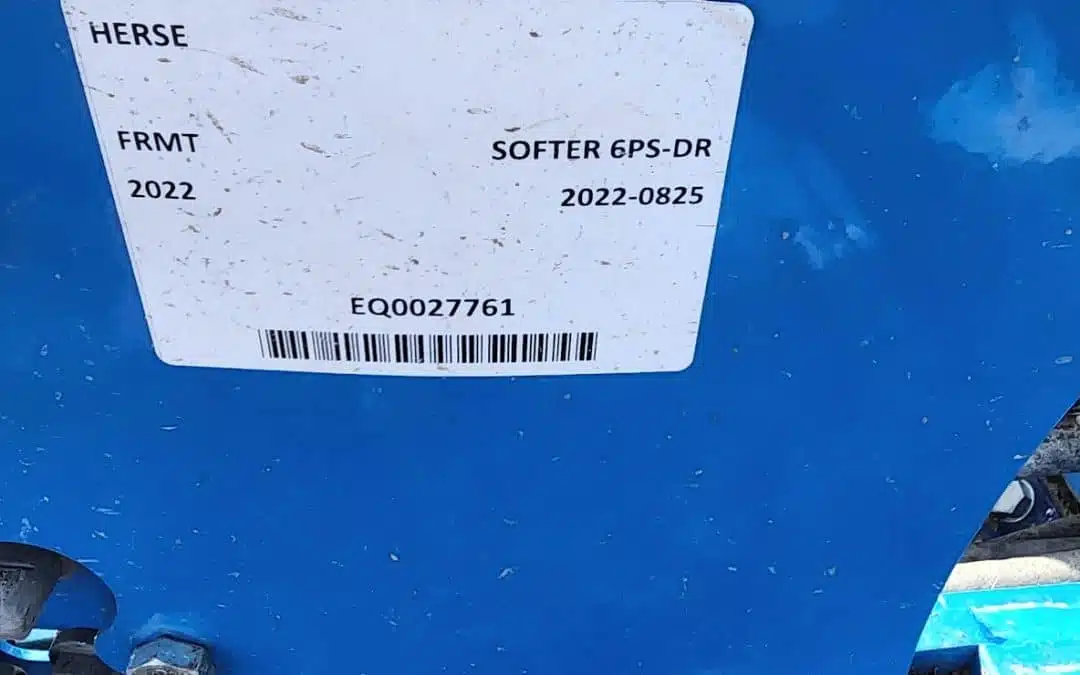 HERSE
FRMT SOFTER 6PS-DR
2022 2022-0825
EQ0027761